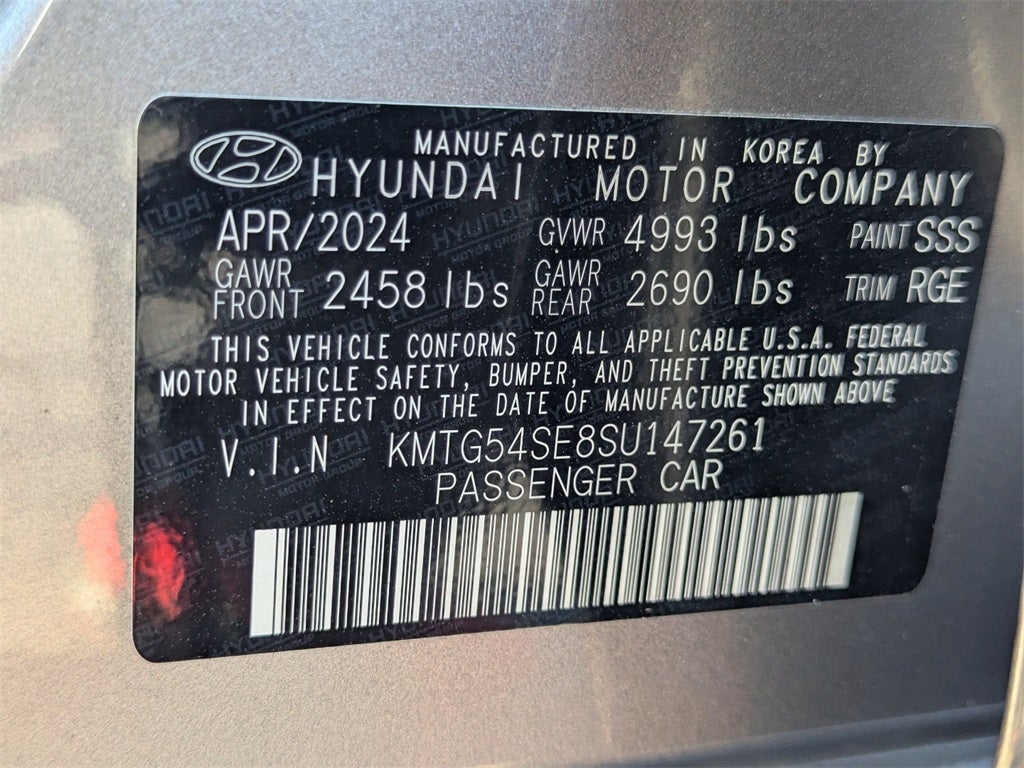 MANUFACTURED IN KOREA BY
HYUNDAI MOTOR COMPANY
APR/2024 GVWR 4993 lbs PAINT SSS
GAWR FRONT 2458 lbs GAWR REAR 2690 lbs TRIM RGE
THIS VEHICLE CONFORMS TO ALL APPLICABLE U.S.A. FEDERAL
MOTOR VEHICLE SAFETY, BUMPER, AND THEFT PREVENTION STANDARDS
IN EFFECT ON THE DATE OF MANUFACTURE SHOWN ABOVE
V.I.N KMTG54SE8SU147261
PASSENGER CAR